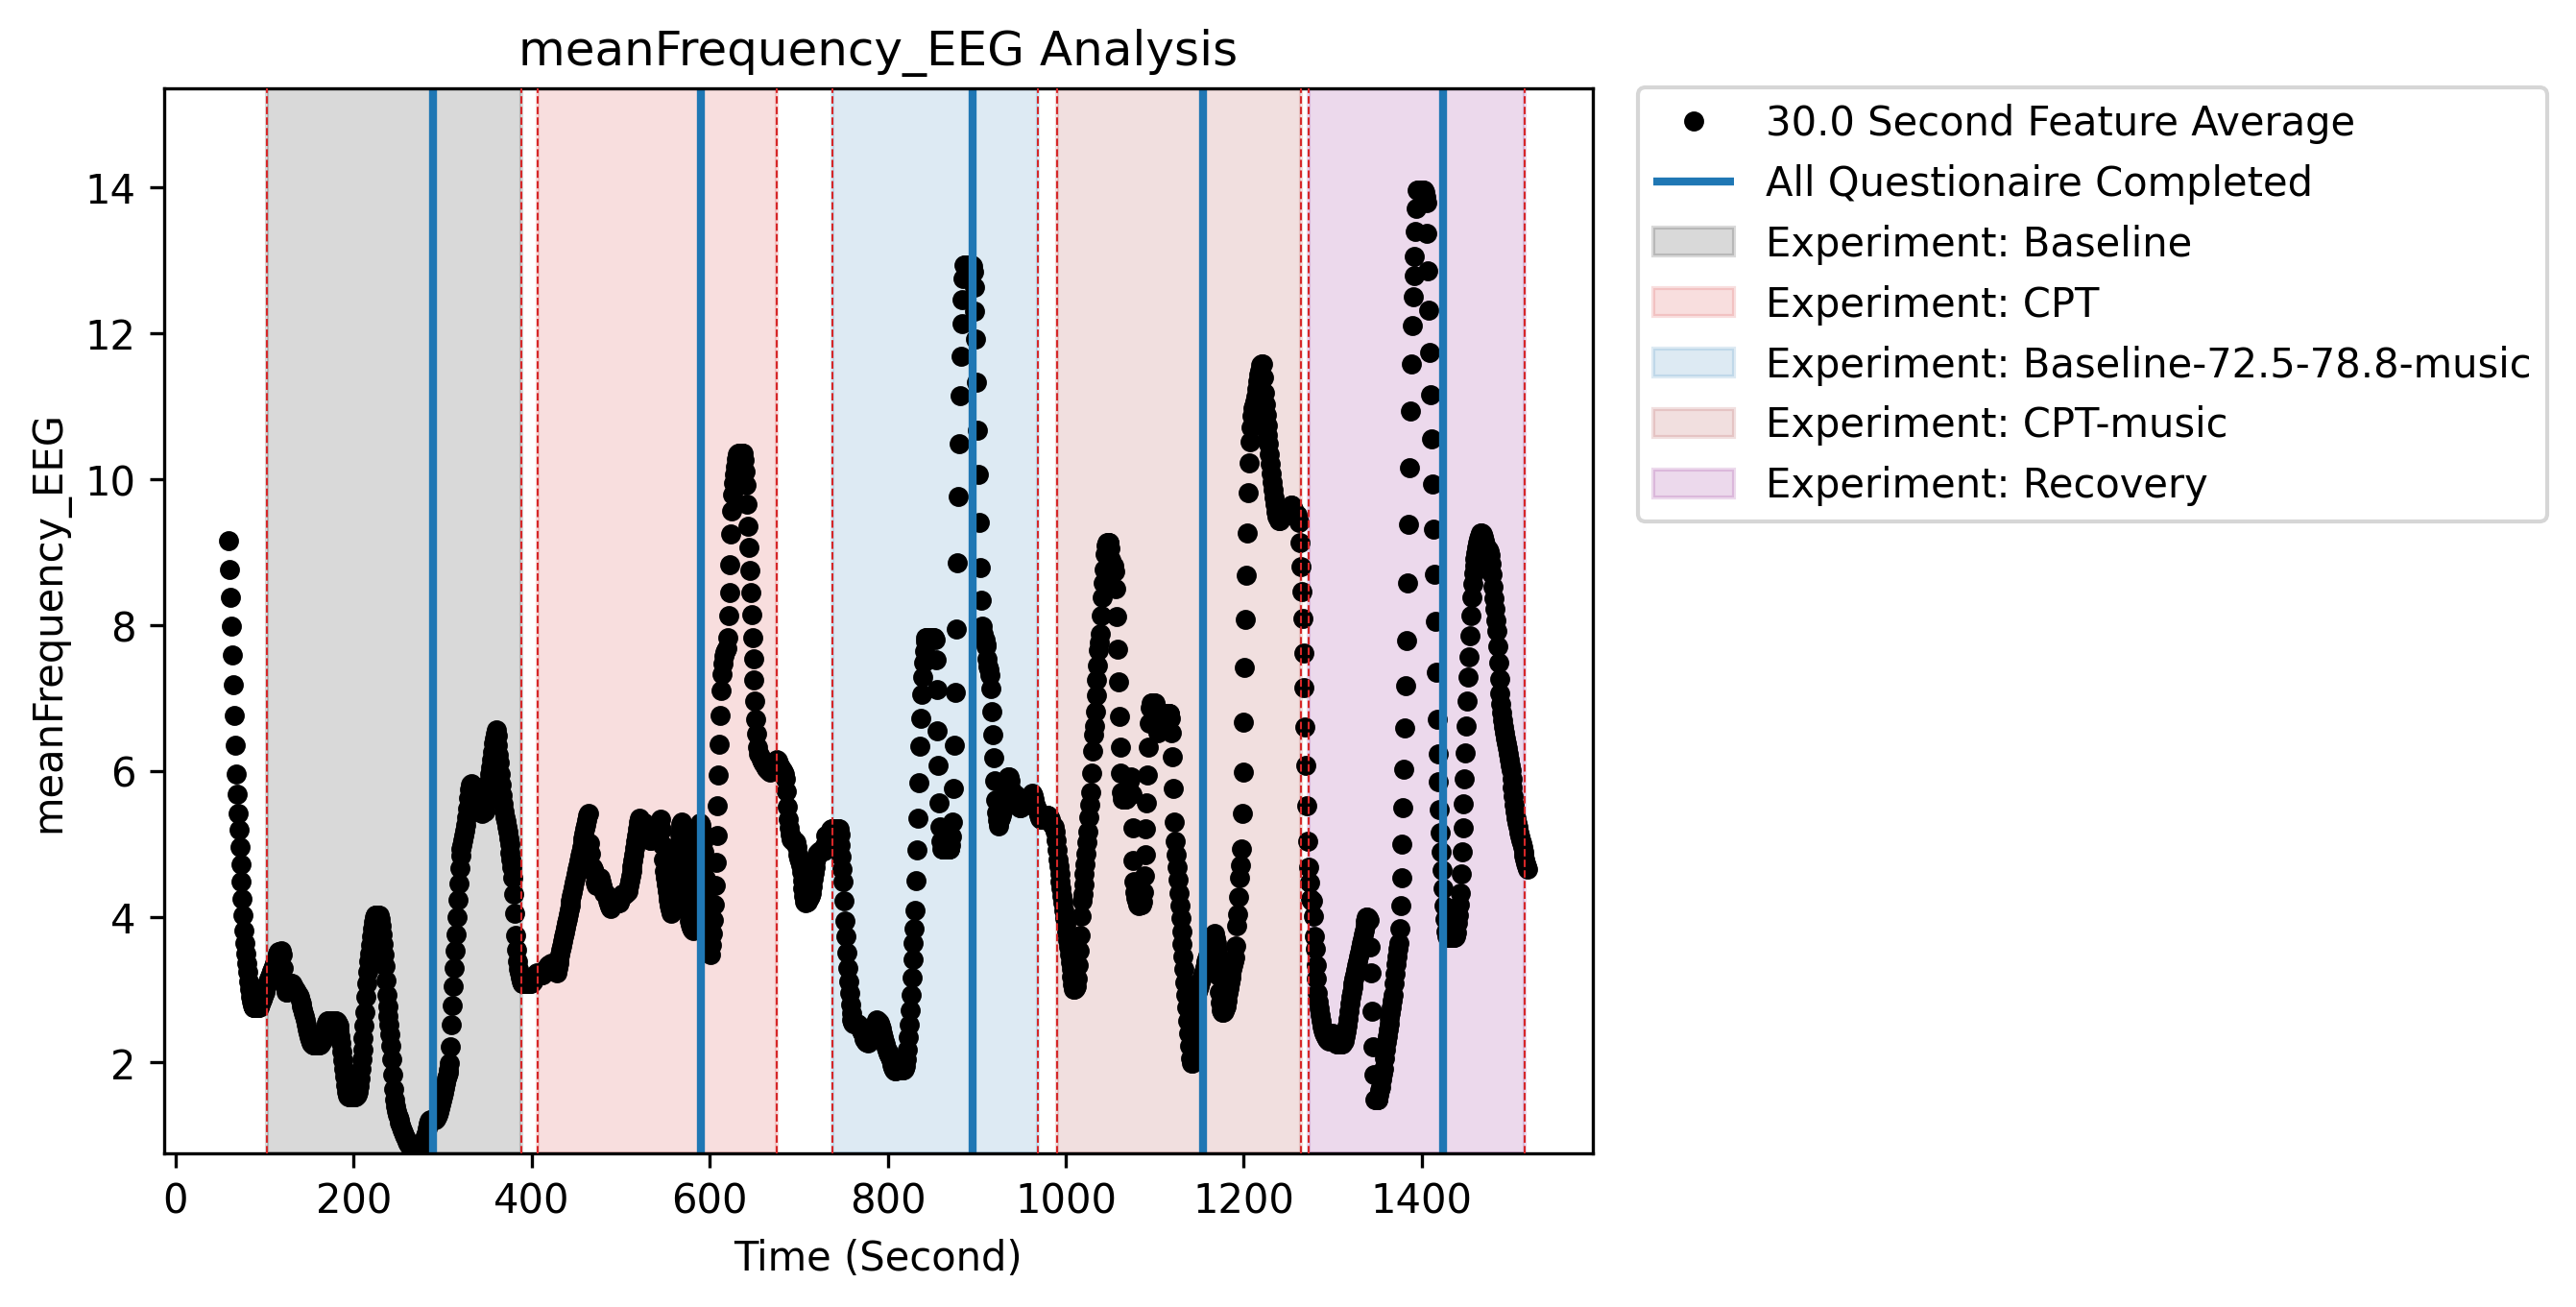 meanFrequency_EEG Analysis
meanFrequency_EEG
14
12
10
8
6
4
2
0 200 400 600 800 1000 1200 1400
Time (Second)
30.0 Second Feature Average
All Questionaire Completed
Experiment: Baseline
Experiment: CPT
Experiment: Baseline-72.5-78.8-music
Experiment: CPT-music
Experiment: Recovery